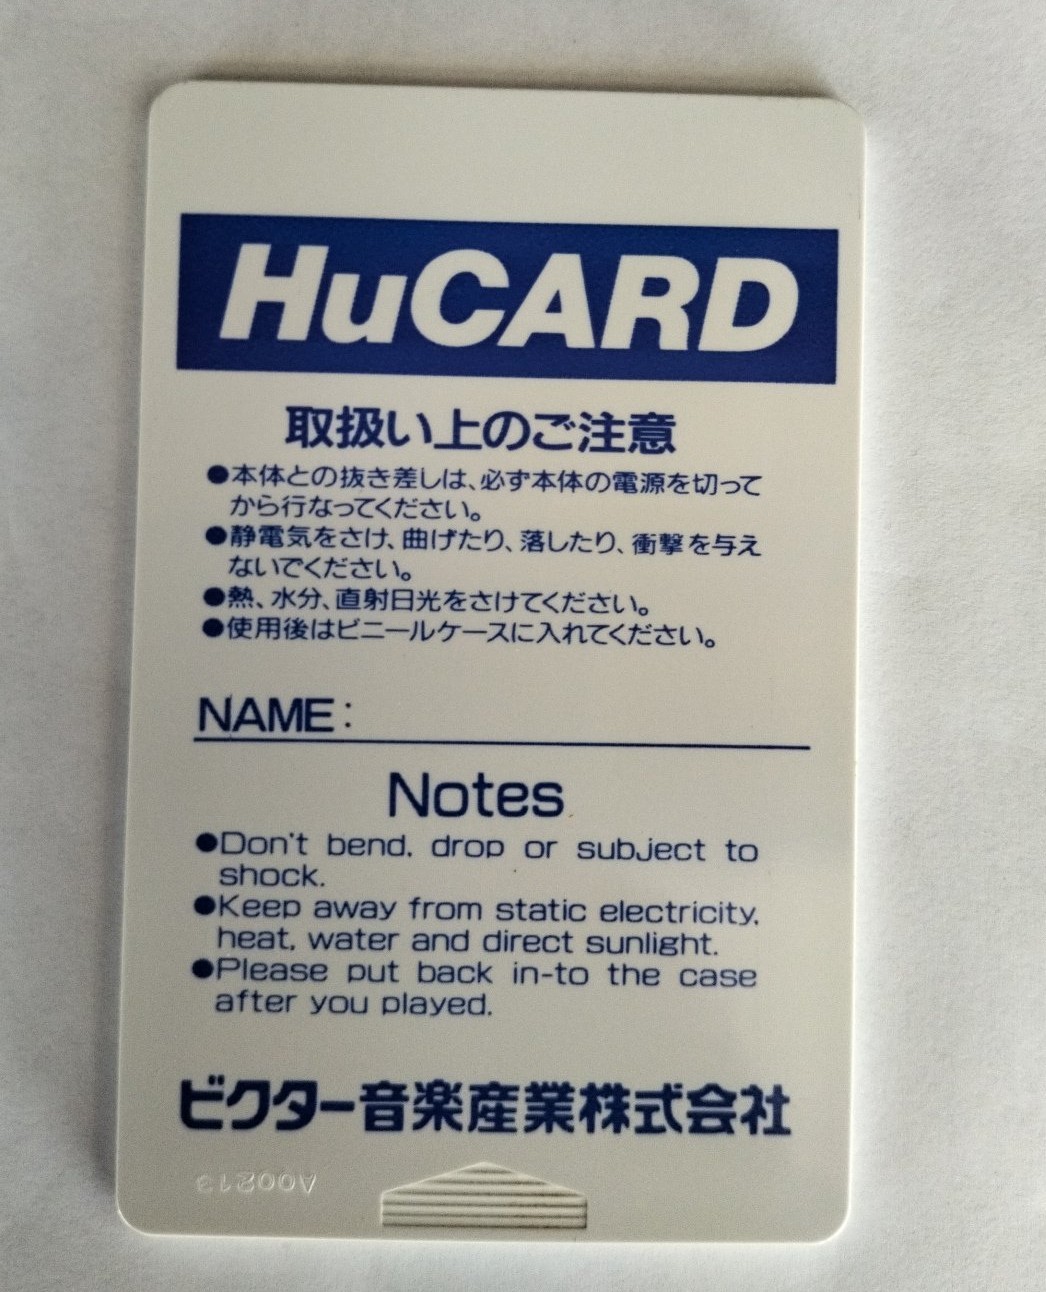 HuCARD
取扱い上のご注意
●本体との抜き差しは、必ず本体の電源を切って
から行なってください。
●静電気をさけ、曲げたり、落したり、衝撃を与え
ないでください。
●熱、水分、直射日光をさけてください。
●使用後はビニールケースに入れてください。
NAME:
Notes
●Don't bend, drop or subject to
shock.
●Keep away from static electricity,
heat, water and direct sunlight.
●Please put back in-to the case
after you played.
ビクター音楽産業株式会社
A00213